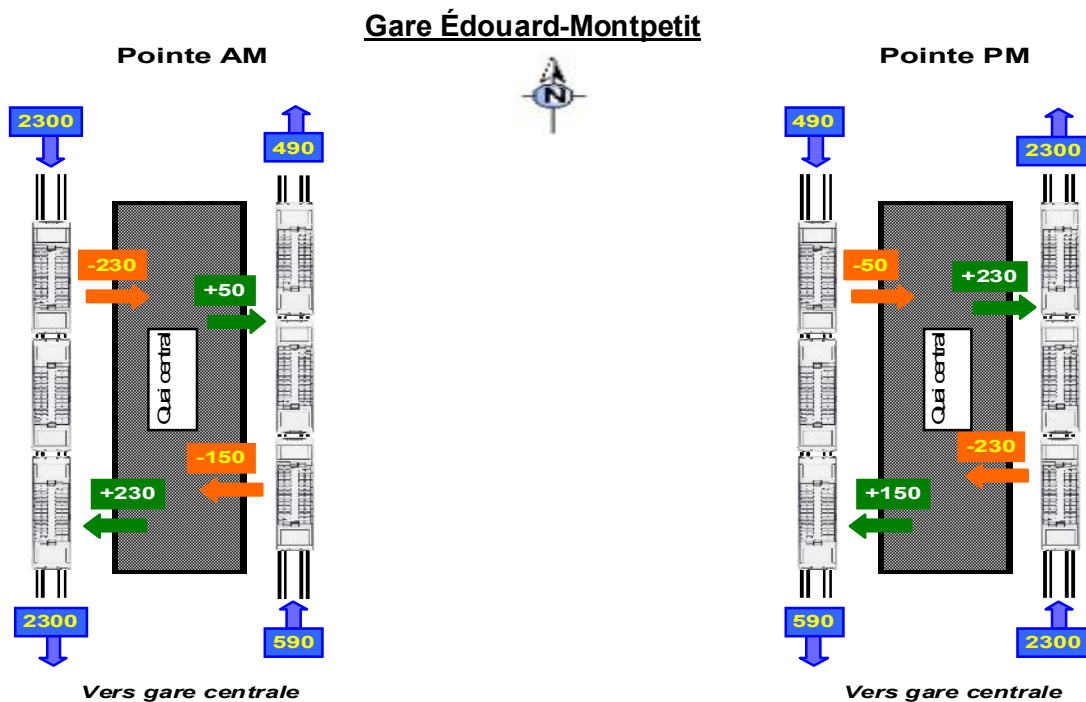 Gare Édouard-Montpetit
Pointe AM
Pointe PM
N
2300
490
490
2300
-230
+50
-50
+230
Quai central
Quai central
-150
+230
-230
+150
2300
590
590
2300
Vers gare centrale
Vers gare centrale